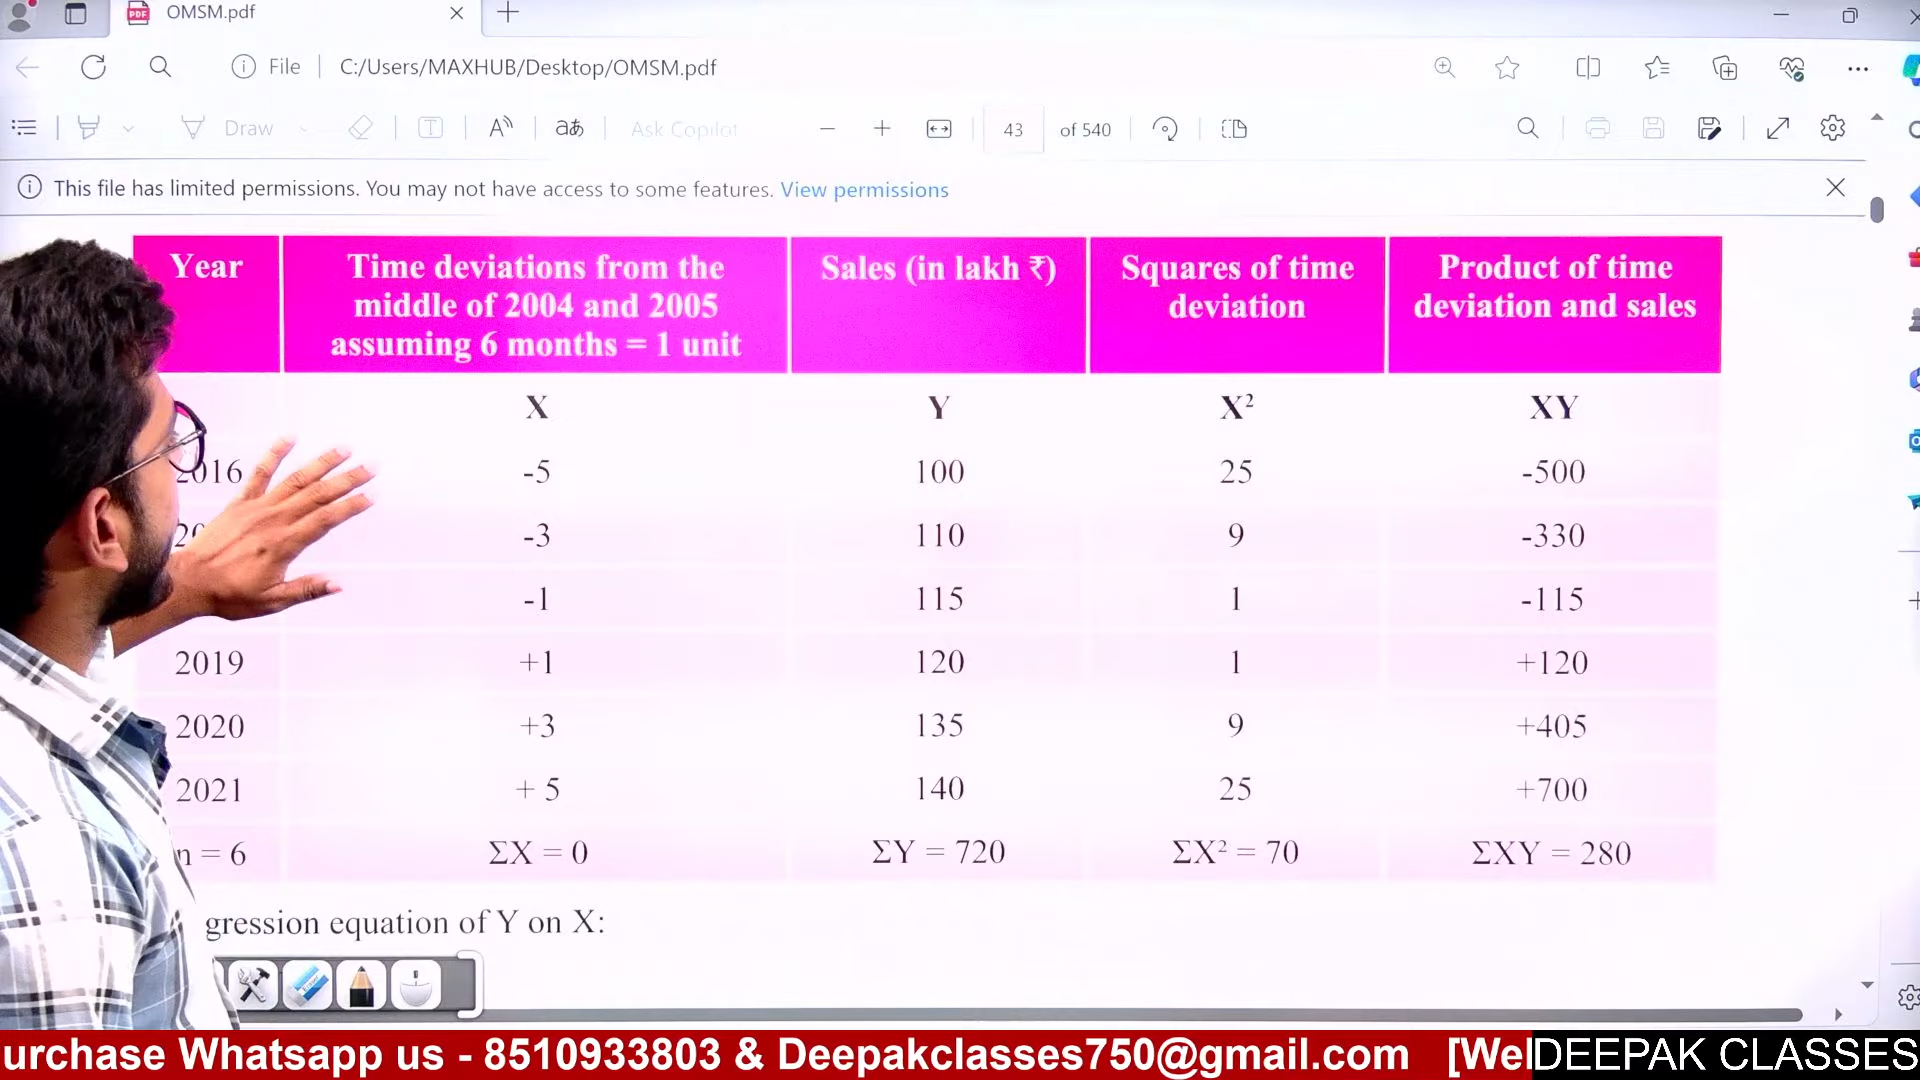 OMSM.pdf
File C:/Users/MAXHUB/Desktop/OMSM.pdf
Draw Ask Copilot 43 of 540
This file has limited permissions. You may not have access to some features. View permissions
Year Time deviations from the middle of 2004 and 2005 assuming 6 months = 1 unit Sales (in lakh ₹) Squares of time deviation Product of time deviation and sales
X Y X² XY
2016 -5 100 25 -500
-3 110 9 -330
-1 115 1 -115
2019 +1 120 1 +120
2020 +3 135 9 +405
2021 + 5 140 25 +700
n = 6 ΣX = 0 ΣY = 720 ΣX² = 70 ΣXY = 280
gression equation of Y on X:
urchase Whatsapp us - 8510933803 & Deepakclasses750@gmail.com [Wel
DEEPAK CLASSES